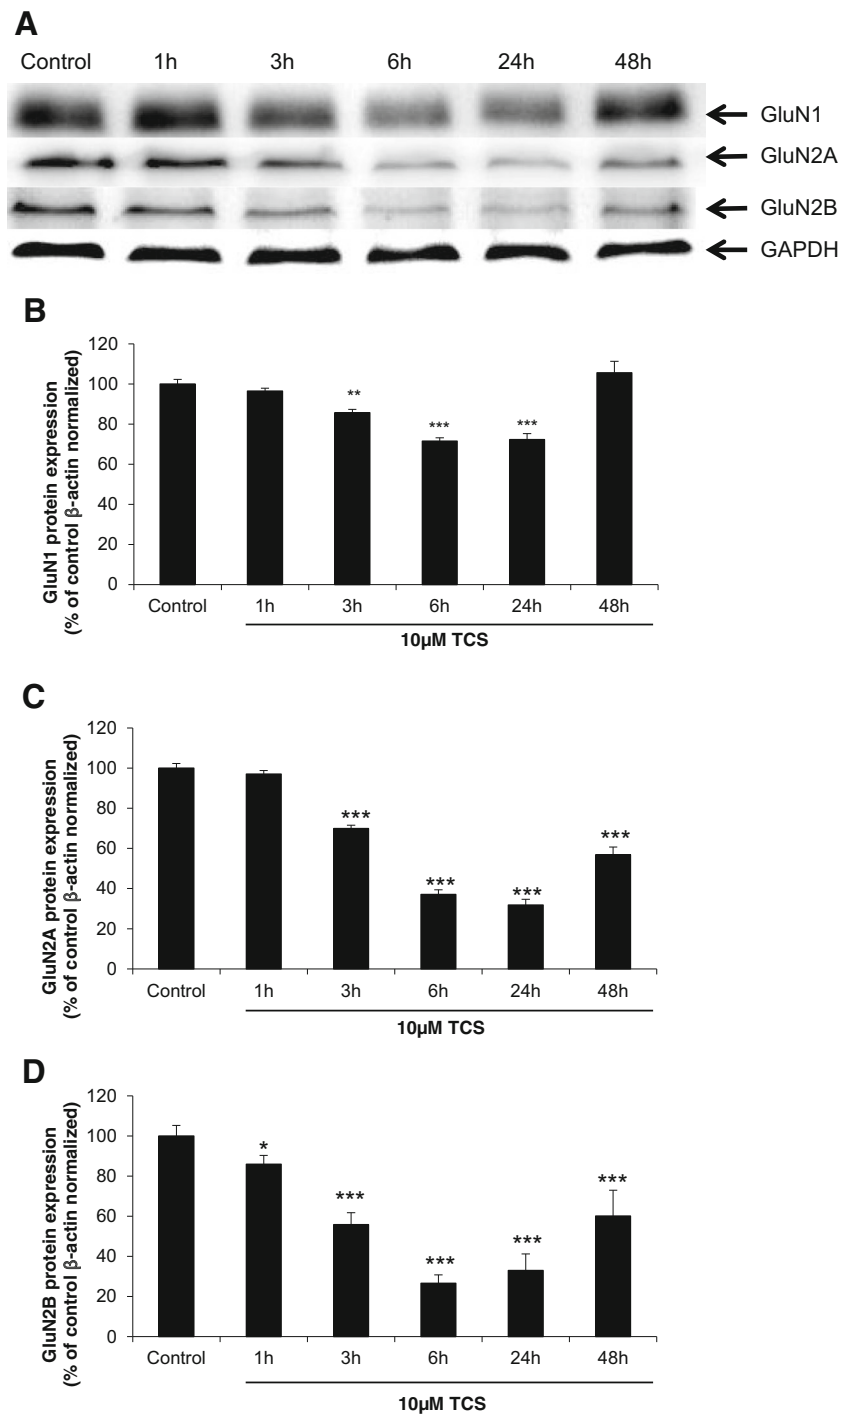 A
Control 1h 3h 6h 24h 48h
GluN1
GluN2A
GluN2B
GAPDH
B
GluN1 protein expression
(% of control β-actin normalized)
120
100
80
60
40
20
0
** *** ***
Control 1h 3h 6h 24h 48h
10μM TCS
C
GluN2A protein expression
(% of control β-actin normalized)
120
100
80
60
40
20
0
*** *** *** ***
Control 1h 3h 6h 24h 48h
10μM TCS
D
GluN2B protein expression
(% of control β-actin normalized)
120
100
80
60
40
20
0
* *** *** *** ***
Control 1h 3h 6h 24h 48h
10μM TCS